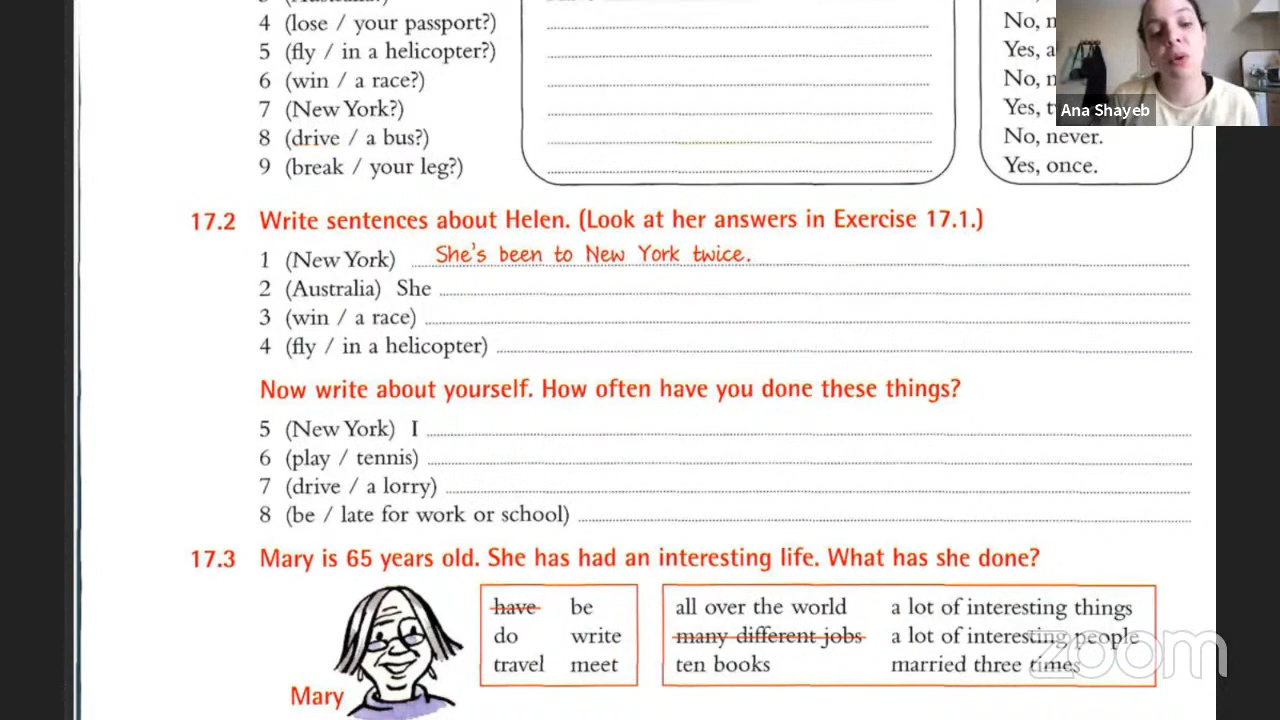 4 (lose / your passport?) No,
5 (fly / in a helicopter?) Yes,
6 (win / a race?) No,
7 (New York?) Yes,
8 (drive / a bus?) No, never.
9 (break / your leg?) Yes, once.
Ana Shayeb
17.2 Write sentences about Helen. (Look at her answers in Exercise 17.1.)
1 (New York) She's been to New York twice.
2 (Australia) She
3 (win / a race)
4 (fly / in a helicopter)
Now write about yourself. How often have you done these things?
5 (New York) I
6 (play / tennis)
7 (drive / a lorry)
8 (be / late for work or school)
17.3 Mary is 65 years old. She has had an interesting life. What has she done?
have be all over the world a lot of interesting things
do write many different jobs a lot of interesting people
travel meet ten books married three times
Mary
zoom